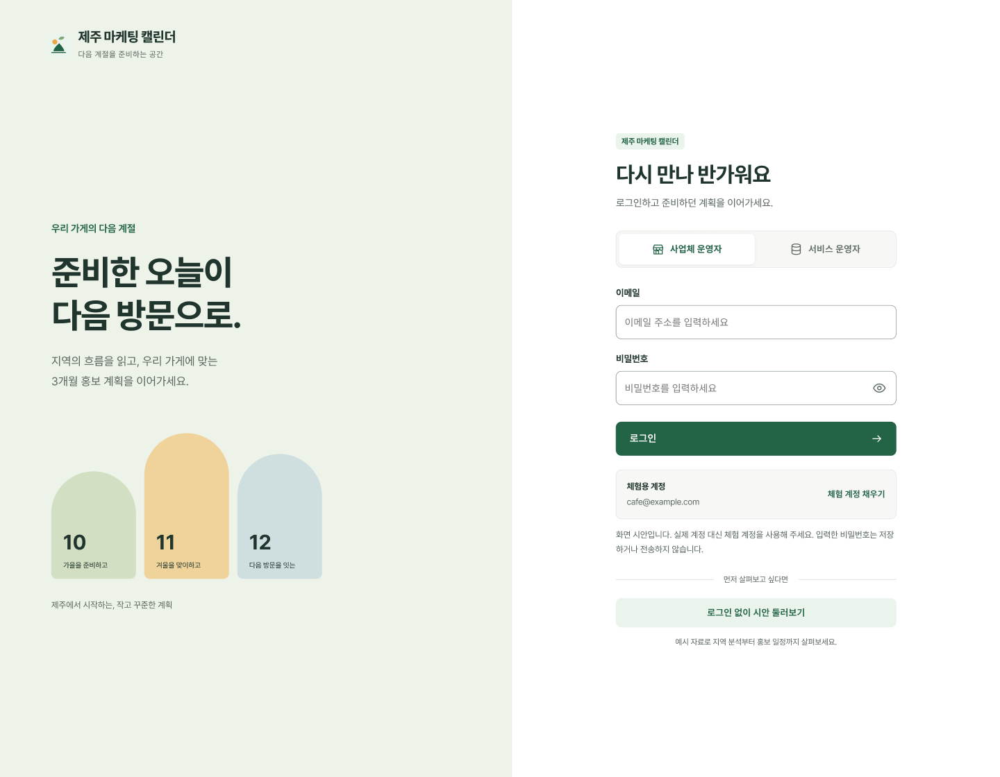 제주 마케팅 캘린더
다음 계절을 준비하는 공간
우리 가게의 다음 계절
준비한 오늘이
다음 방문으로.
지역의 흐름을 읽고, 우리 가게에 맞는
3개월 홍보 계획을 이어가세요.
10
가을을 준비하고
11
겨울을 맞이하고
12
다음 방문을 잇는
제주에서 시작하는, 작고 꾸준한 계획
제주 마케팅 캘린더
다시 만나 반가워요
로그인하고 준비하던 계획을 이어가세요.
사업체 운영자
서비스 운영자
이메일
이메일 주소를 입력하세요
비밀번호
비밀번호를 입력하세요
로그인
체험용 계정
cafe@example.com
체험 계정 채우기
화면 시안입니다. 실제 계정 대신 체험 계정을 사용해 주세요. 입력한 비밀번호는 저장
하거나 전송하지 않습니다.
먼저 살펴보고 싶다면
로그인 없이 시안 둘러보기
예시 자료로 지역 분석부터 홍보 일정까지 살펴보세요.